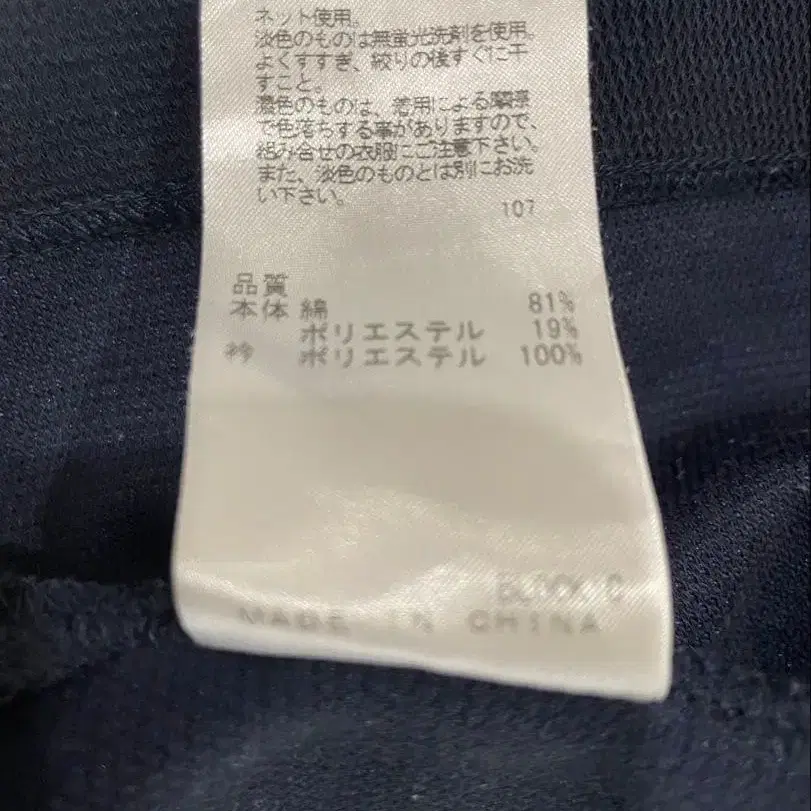 ネット使用。
淡色のものは無蛍光洗剤を使用。
よくすすぎ、絞りの後すぐに干
すこと。
濃色のものは、着用による摩擦
で色落ちする事がありますので、
組み合せの衣服にご注意下さい。
また、淡色のものとは別にお洗
い下さい。
107
品質
本体 綿 81%
ポリエステル 19%
衿 ポリエステル 100%
MADE IN CHINA